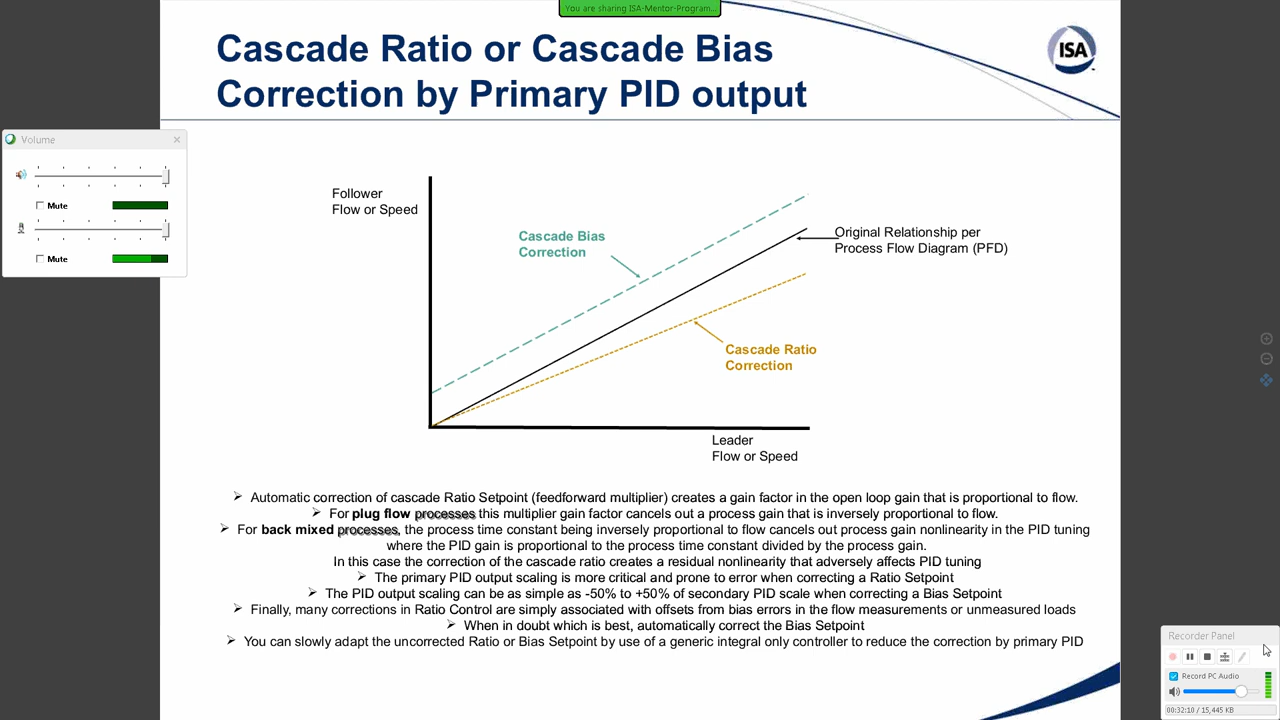 You are sharing ISA-Mentor-Program...
Cascade Ratio or Cascade Bias
Correction by Primary PID output
ISA
Volume
Mute
Mute
Follower
Flow or Speed
Cascade Bias
Correction
Original Relationship per
Process Flow Diagram (PFD)
Cascade Ratio
Correction
Leader
Flow or Speed
➢ Automatic correction of cascade Ratio Setpoint (feedforward multiplier) creates a gain factor in the open loop gain that is proportional to flow.
➢ For plug flow processes this multiplier gain factor cancels out a process gain that is inversely proportional to flow.
➢ For back mixed processes, the process time constant being inversely proportional to flow cancels out process gain nonlinearity in the PID tuning
where the PID gain is proportional to the process time constant divided by the process gain.
In this case the correction of the cascade ratio creates a residual nonlinearity that adversely affects PID tuning
➢ The primary PID output scaling is more critical and prone to error when correcting a Ratio Setpoint
➢ The PID output scaling can be as simple as -50% to +50% of secondary PID scale when correcting a Bias Setpoint
➢ Finally, many corrections in Ratio Control are simply associated with offsets from bias errors in the flow measurements or unmeasured loads
➢ When in doubt which is best, automatically correct the Bias Setpoint
➢ You can slowly adapt the uncorrected Ratio or Bias Setpoint by use of a generic integral only controller to reduce the correction by primary PID
Recorder Panel
Record PC Audio
00:32:10 / 15,445 KB